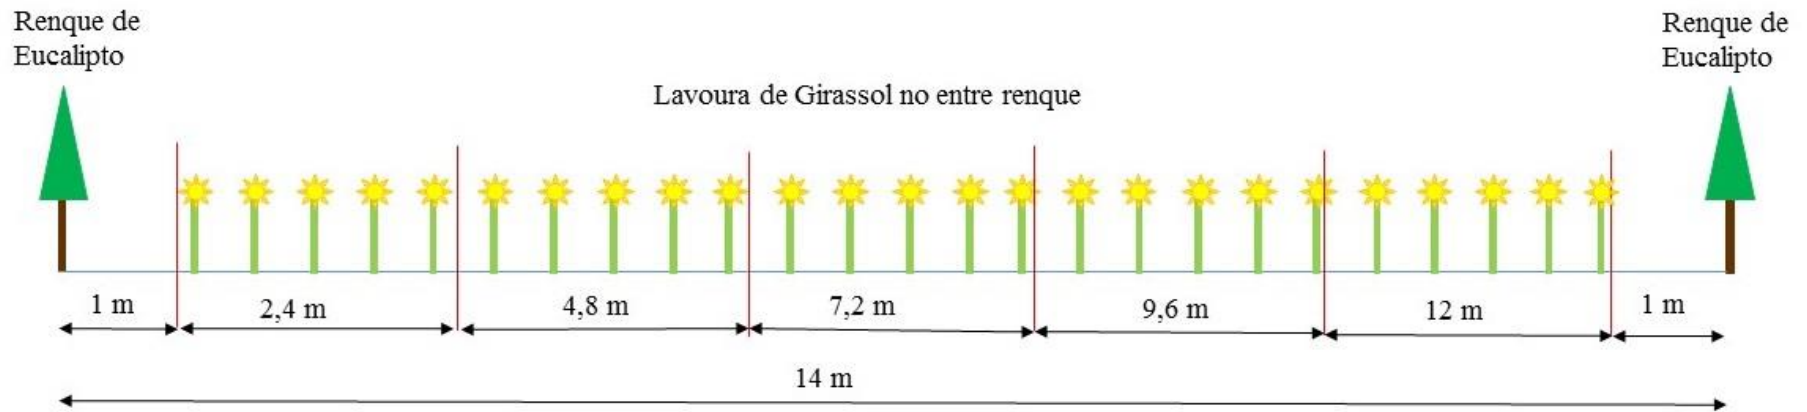 Renque de
Eucalipto
Renque de
Eucalipto
Lavoura de Girassol no entre renque
1 m
2,4 m
4,8 m
7,2 m
9,6 m
12 m
1 m
14 m